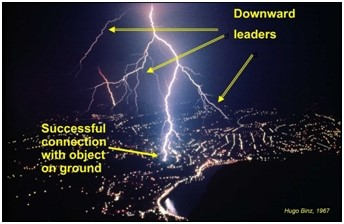 Downward
leaders
Successful
connection
with object
on ground
Hugo Binz, 1967